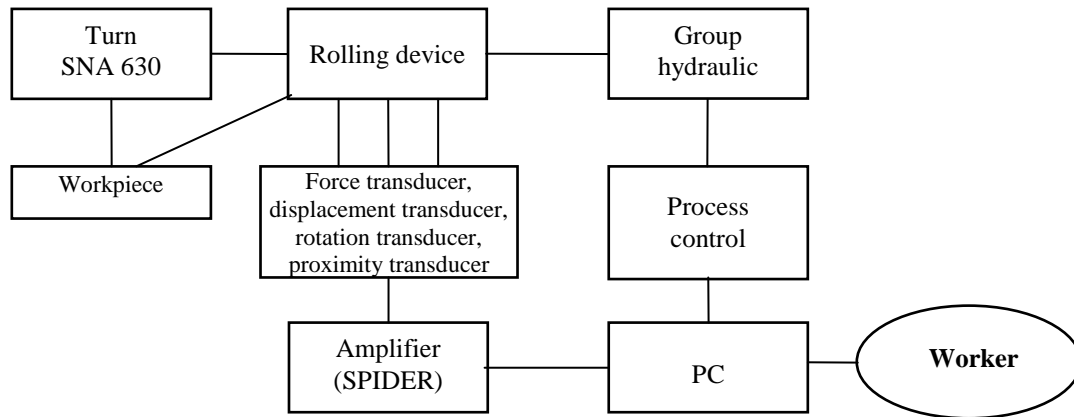 Turn
SNA 630
Rolling device
Group
hydraulic
Workpiece
Force transducer,
displacement transducer,
rotation transducer,
proximity transducer
Process
control
Amplifier
(SPIDER)
PC
Worker